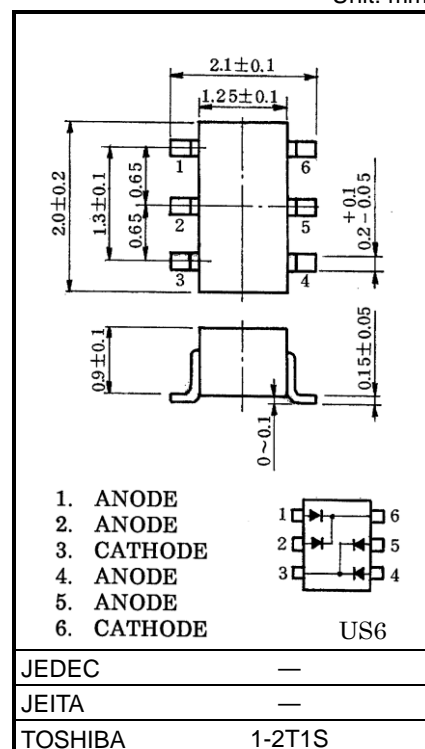 Unit: mm
2.1±0.1
1.25±0.1
1 6
2 5
3 4
2.0±0.2
1.3±0.1
0.65
0.65
+0.1
0.2-0.05
0.9±0.1
0.15±0.05
0~0.1
1. ANODE
2. ANODE
3. CATHODE
4. ANODE
5. ANODE
6. CATHODE
1 6
2 5
3 4
US6
JEDEC —
JEITA —
TOSHIBA 1-2T1S